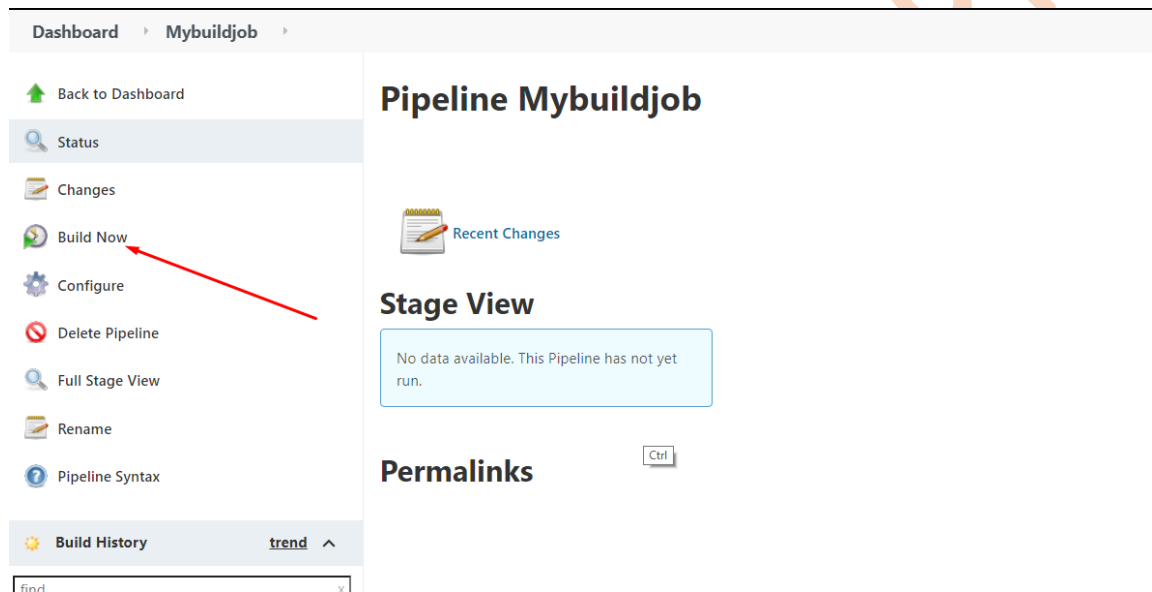 Dashboard
Mybuildjob
Back to Dashboard
Status
Changes
Build Now
Configure
Delete Pipeline
Full Stage View
Rename
Pipeline Syntax
Build History
trend
find
x
Pipeline Mybuildjob
Recent Changes
Stage View
No data available. This Pipeline has not yet
run.
Ctrl
Permalinks